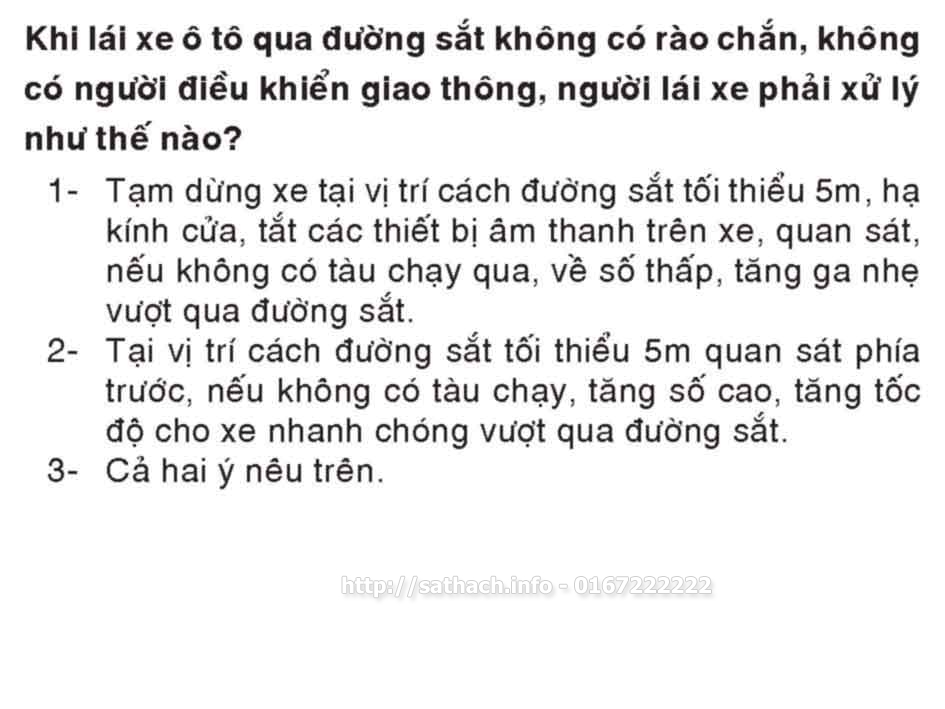 Khi lái xe ô tô qua đường sắt không có rào chắn, không
có người điều khiển giao thông, người lái xe phải xử lý
như thế nào?
1- Tạm dừng xe tại vị trí cách đường sắt tối thiểu 5m, hạ
kính cửa, tắt các thiết bị âm thanh trên xe, quan sát,
nếu không có tàu chạy qua, về số thấp, tăng ga nhẹ
vượt qua đường sắt.
2- Tại vị trí cách đường sắt tối thiểu 5m quan sát phía
trước, nếu không có tàu chạy, tăng số cao, tăng tốc
độ cho xe nhanh chóng vượt qua đường sắt.
3- Cả hai ý nêu trên.
http://sathach.info - 0167222222